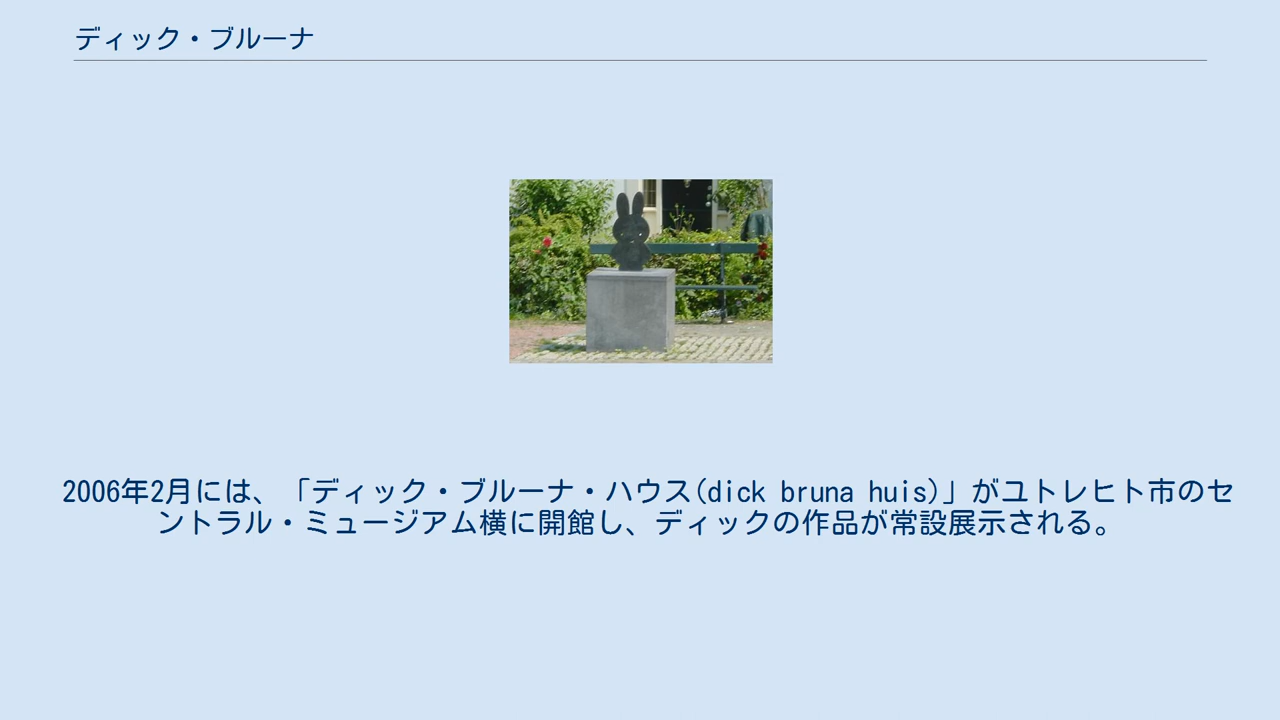 ディック・ブルーナ
2006年2月には、「ディック・ブルーナ・ハウス(dick bruna huis)」がユトレヒト市のセ
ントラル・ミュージアム横に開館し、ディックの作品が常設展示される。